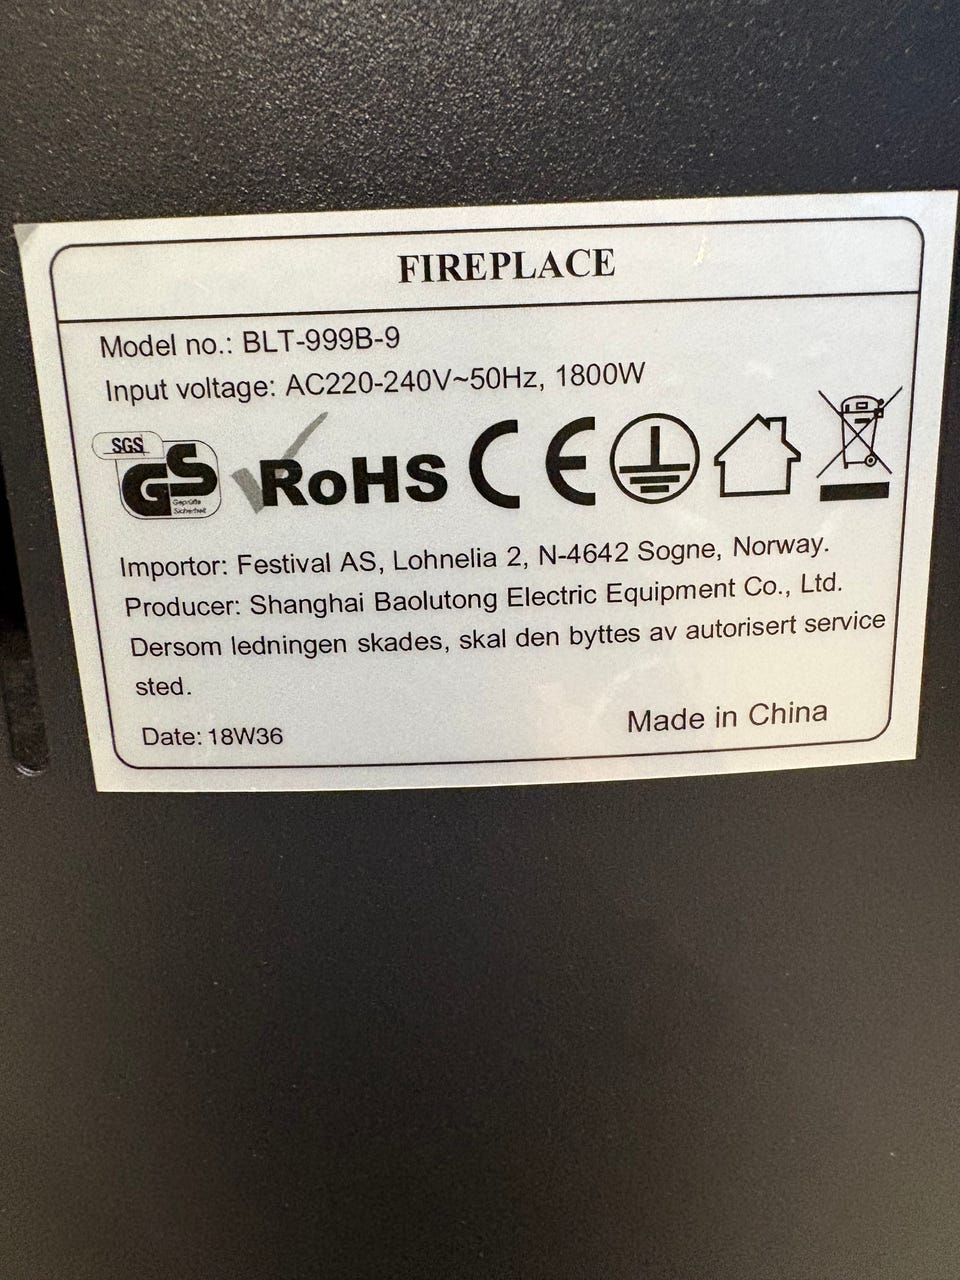 FIREPLACE
Model no.: BLT-999B-9
Input voltage: AC220-240V~50Hz, 1800W
SGS
GS
Geprüfte
Sicherheit
RoHS CE
Importor: Festival AS, Lohnelia 2, N-4642 Sogne, Norway.
Producer: Shanghai Baolutong Electric Equipment Co., Ltd.
Dersom ledningen skades, skal den byttes av autorisert service
sted.
Date: 18W36
Made in China